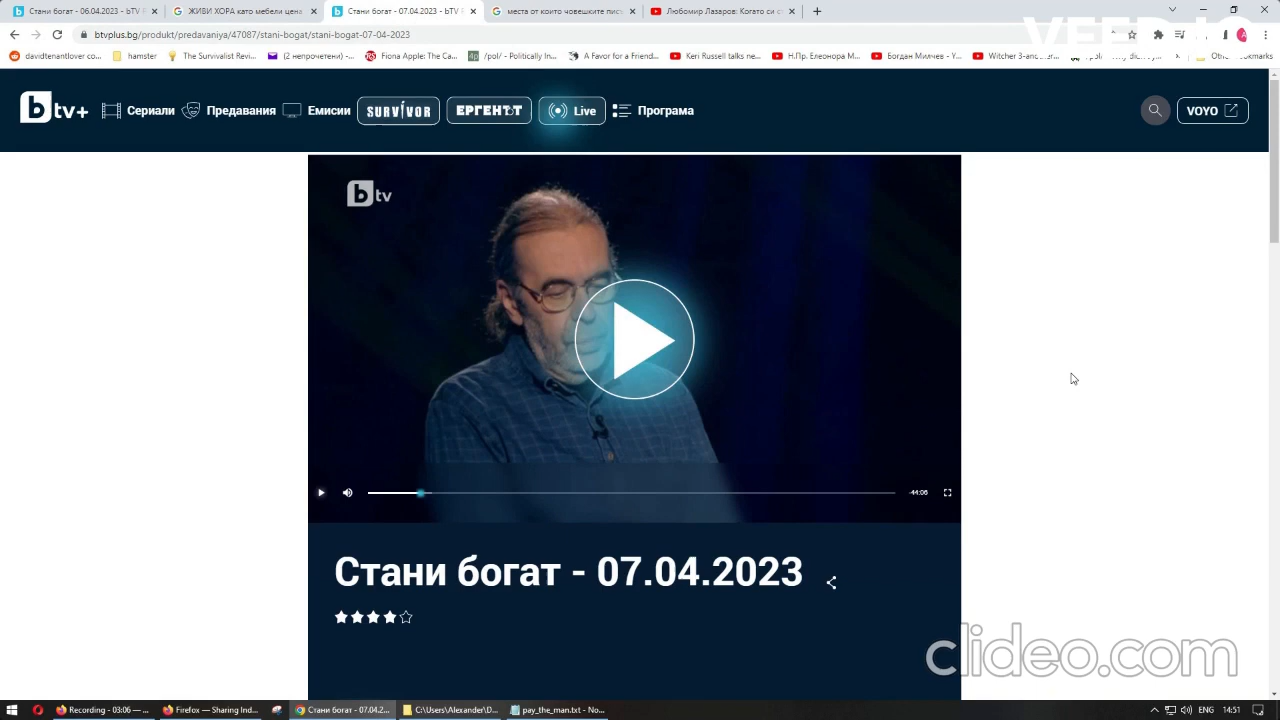 Стани богат - 06.04.2023 - bTV P
ЖИВИ ХОРА като мебели цена
Стани богат - 07.04.2023 - bTV P
места от които човешките писъ
Любомир Лазаров: Когато си с
btvplus.bg/produkt/predavaniya/47087/stani-bogat/stani-bogat-07-04-2023
davidtentantlover co...
hamster
The Survivalist Revi...
(2 непрочетени) -...
Fiona Apple: The Ca...
/pol/ - Politically In...
A Favor for a Friend...
Keri Russell talks ne...
Н.Пр. Елеонора М...
Богдан Милчев - Y...
Witcher 3-anoth
bookmarks
b tv+
Сериали
Предавания
Емисии
SURVIVOR
ЕРГЕНЪТ
Live
Програма
VOYO
b tv
-44:06
Стани богат - 07.04.2023
clideo.com
Recording - 03:06 —...
Firefox — Sharing Ind...
Стани богат - 07.04.2...
C:\Users\Alexander\D...
pay_the_man.txt - No...
ENG
14:51